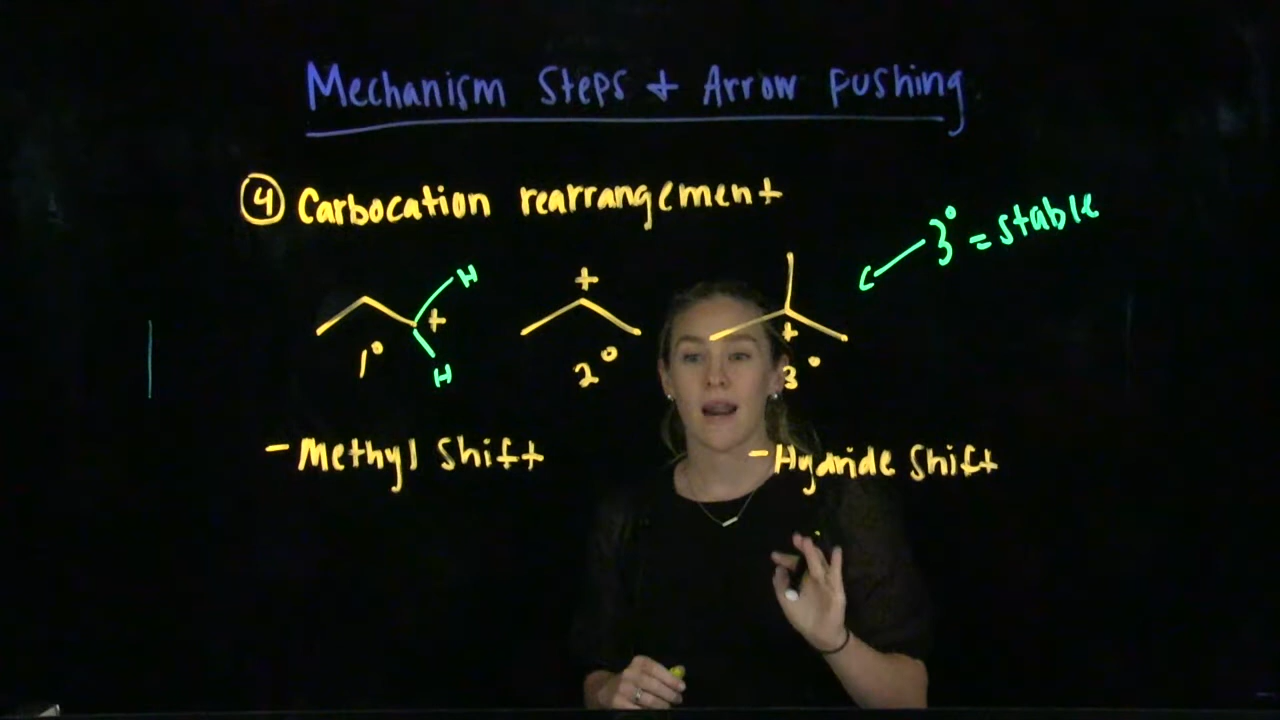 Mechanism Steps + Arrow Pushing
④ Carbocation rearrangement
C — 3° = stable
H
+
+
+
H
1°
2°
3°
- Methyl Shift
- Hydride Shift